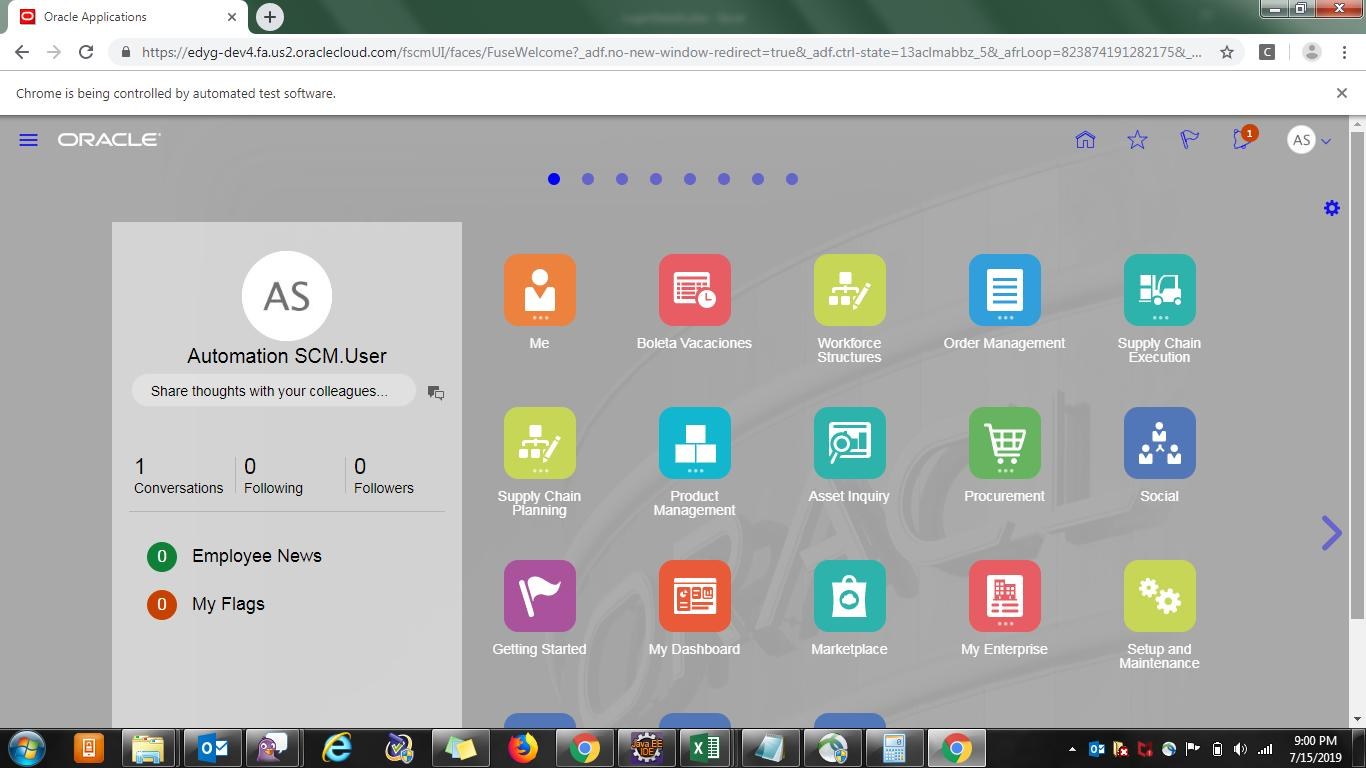 Oracle Applications
https://edyg-dev4.fa.us2.oraclecloud.com/fscmUI/faces/FuseWelcome?_adf.no-new-window-redirect=true&_adf.ctrl-state=13aclmabbz_5&_afrLoop=823874191282175&_...
C
Chrome is being controlled by automated test software.
ORACLE
1
AS
AS
Automation SCM.User
Share thoughts with your colleagues...
1
0
0
Conversations
Following
Followers
0 Employee News
0 My Flags
Me
Boleta Vacaciones
Workforce
Structures
Order Management
Supply Chain
Execution
Supply Chain
Planning
Product
Management
Asset Inquiry
Procurement
Social
Getting Started
My Dashboard
Marketplace
My Enterprise
Setup and
Maintenance
ORACL
Java EE
IDE
9:00 PM
7/15/2019